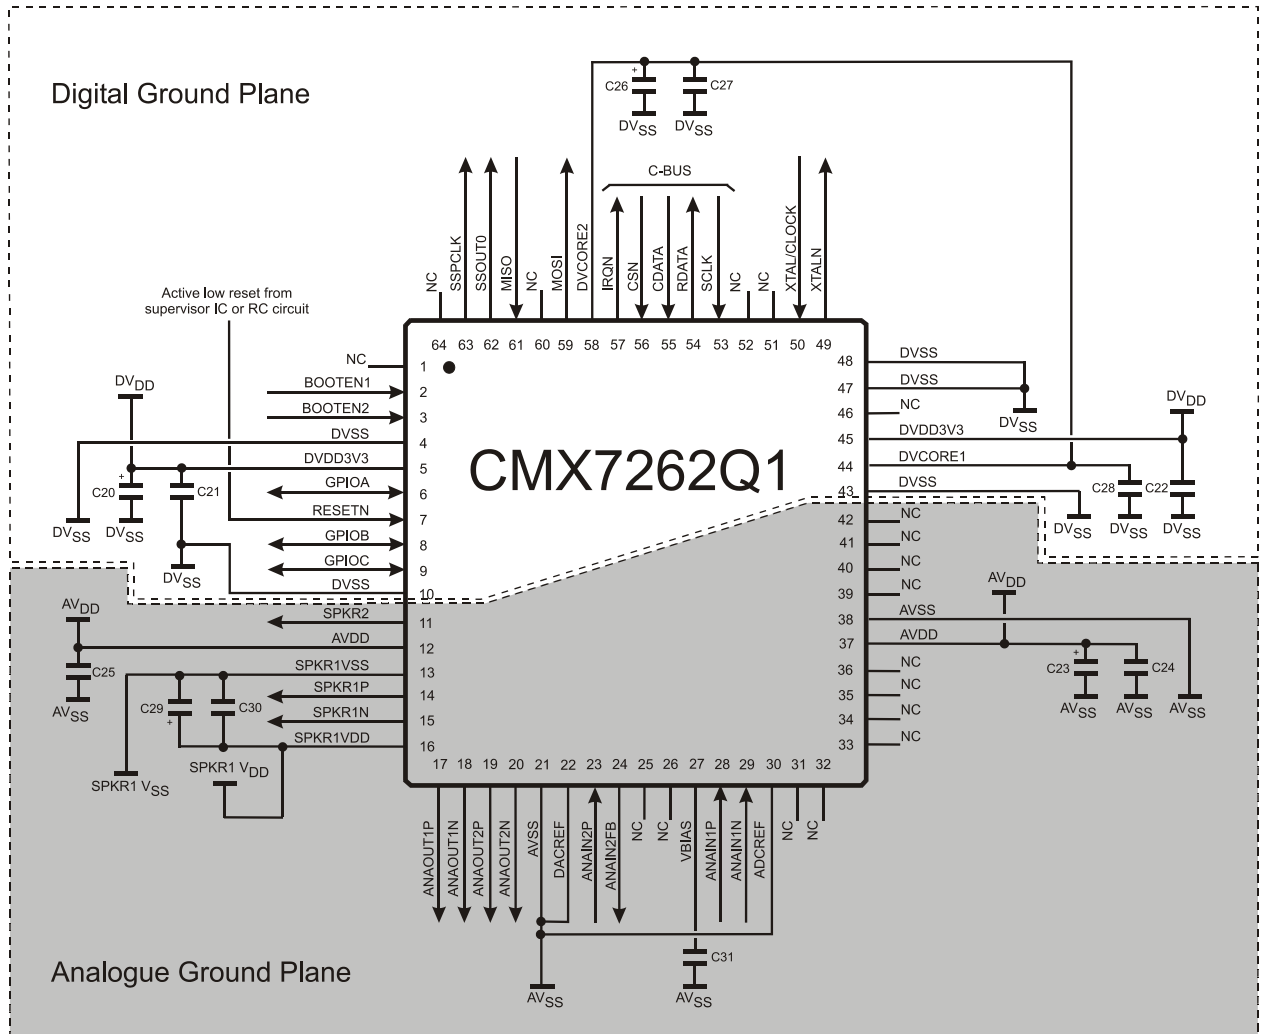 Digital Ground Plane
C26
+
C27
DVSS
DVSS
C-BUS
NC
SSPCLK
SSOUT0
MISO
NC
MOSI
DVCORE2
IRQN
CSN
CDATA
RDATA
SCLK
NC
NC
XTAL/CLOCK
XTALN
Active low reset from
supervisor IC or RC circuit
64 63 62 61 60 59 58 57 56 55 54 53 52 51 50 49
NC
1
BOOTEN1
2
BOOTEN2
3
DVSS
4
DVDD3V3
5
GPIOA
6
RESETN
7
GPIOB
8
GPIOC
9
DVSS
10
SPKR2
11
AVDD
12
SPKR1VSS
13
SPKR1P
14
SPKR1N
15
SPKR1VDD
16
DVDD
+
C20
C21
DVSS
DVSS
DVSS
AVDD
C25
AVSS
C29
+
C30
SPKR1 VSS
SPKR1 VDD
CMX7262Q1
48
DVSS
47
DVSS
46
NC
45
DVDD3V3
44
DVCORE1
43
DVSS
42
NC
41
NC
40
NC
39
NC
38
AVSS
37
AVDD
36
NC
35
NC
34
NC
33
NC
DVSS
DVDD
C28
C22
DVSS
DVSS
DVSS
AVDD
+
C23
C24
AVSS
AVSS
AVSS
17 18 19 20 21 22 23 24 25 26 27 28 29 30 31 32
ANAOUT1P
ANAOUT1N
ANAOUT2P
ANAOUT2N
AVSS
DACREF
ANAIN2P
ANAIN2FB
NC
NC
VBIAS
ANAIN1P
ANAIN1N
ADCREF
NC
NC
C31
AVSS
AVSS
Analogue Ground Plane